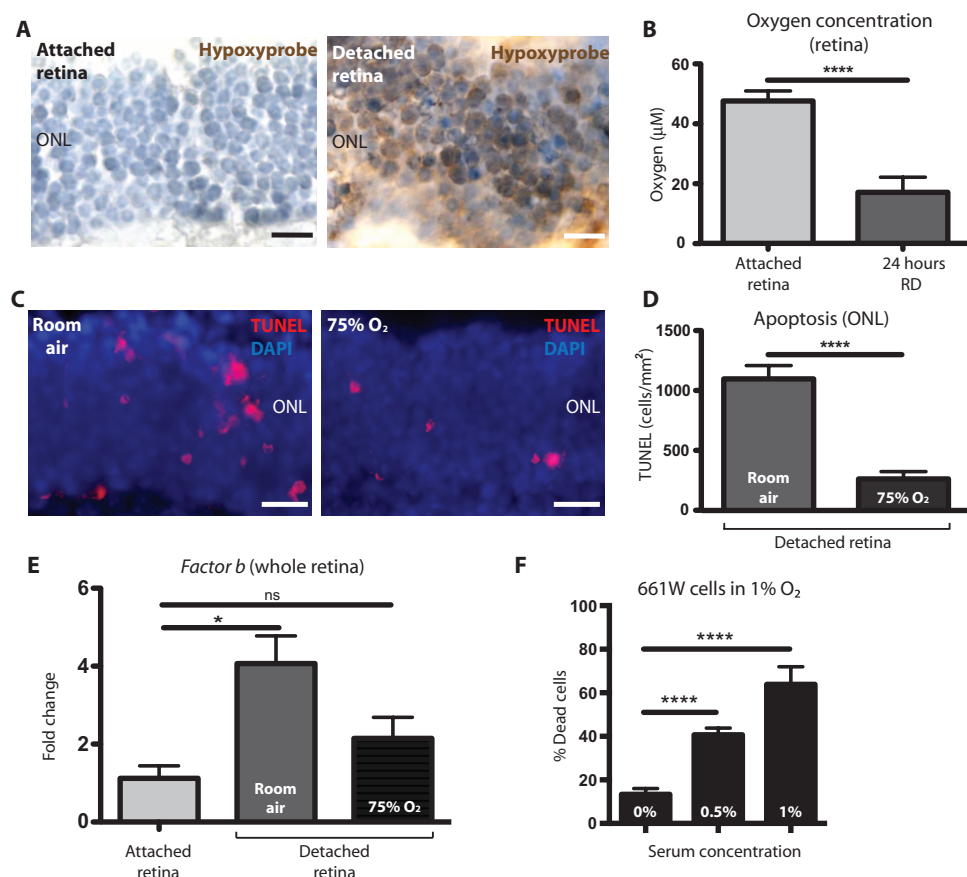 A
Attached
retina
Hypoxyprobe
ONL
Detached
retina
Hypoxyprobe
ONL
B
Oxygen concentration
(retina)
****
60
40
20
0
Oxygen (μM)
Attached
retina
24 hours
RD
C
Room
air
TUNEL
DAPI
ONL
75% O₂
TUNEL
DAPI
ONL
D
Apoptosis (ONL)
****
1500
1000
500
0
TUNEL (cells/mm²)
Room
air
75% O₂
Detached retina
E
Factor b (whole retina)
ns
*
6
4
2
0
Fold change
Room
air
75% O₂
Attached
retina
Detached
retina
F
661W cells in 1% O₂
100
80
60
40
20
0
% Dead cells
****
****
0%
0.5%
1%
Serum concentration